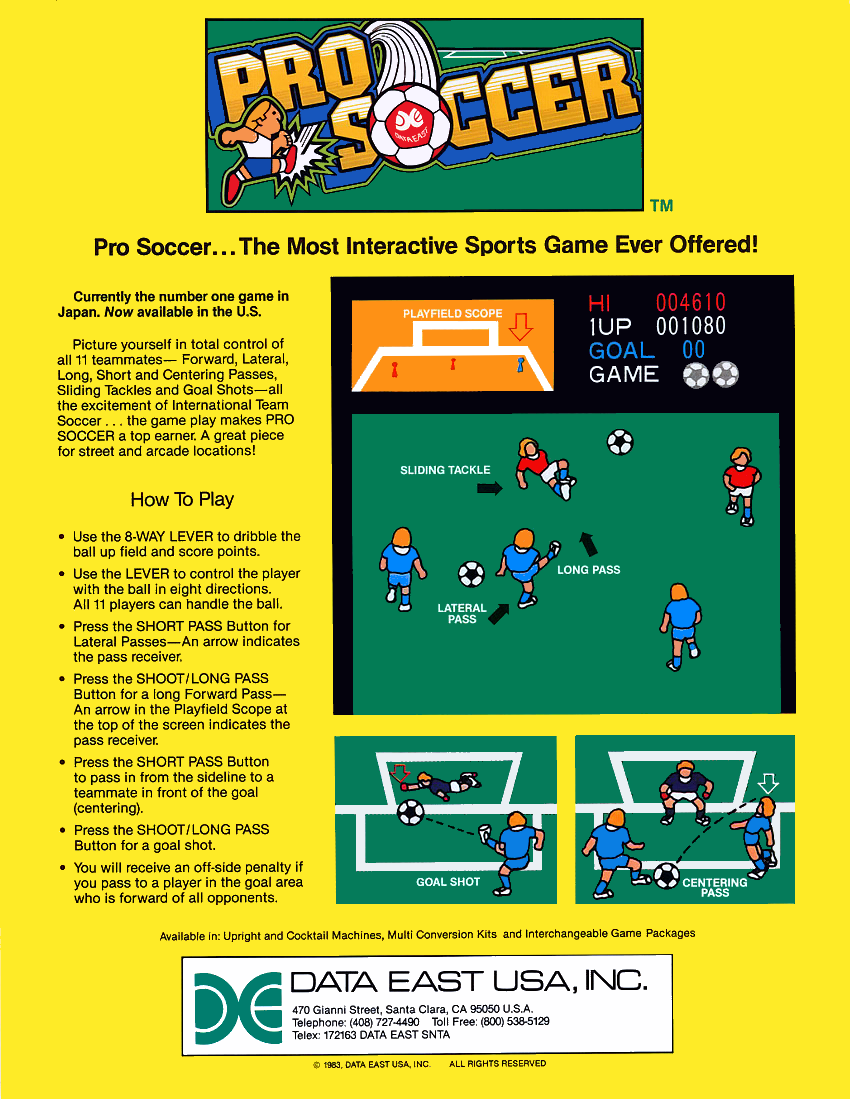 PRO
SOCCER
DATA EAST
TM
Pro Soccer...The Most Interactive Sports Game Ever Offered!
Currently the number one game in
Japan. Now available in the U.S.
Picture yourself in total control of
all 11 teammates— Forward, Lateral,
Long, Short and Centering Passes,
Sliding Tackles and Goal Shots—all
the excitement of International Team
Soccer . . . the game play makes PRO
SOCCER a top earner. A great piece
for street and arcade locations!
How To Play
• Use the 8-WAY LEVER to dribble the
ball up field and score points.
• Use the LEVER to control the player
with the ball in eight directions.
All 11 players can handle the ball.
• Press the SHORT PASS Button for
Lateral Passes—An arrow indicates
the pass receiver.
• Press the SHOOT/LONG PASS
Button for a long Forward Pass—
An arrow in the Playfield Scope at
the top of the screen indicates the
pass receiver.
• Press the SHORT PASS Button
to pass in from the sideline to a
teammate in front of the goal
(centering).
• Press the SHOOT/LONG PASS
Button for a goal shot.
• You will receive an off-side penalty if
you pass to a player in the goal area
who is forward of all opponents.
PLAYFIELD SCOPE
HI 004610
1UP 001080
GOAL 00
GAME
SLIDING TACKLE
LONG PASS
LATERAL
PASS
GOAL SHOT
CENTERING
PASS
Available in: Upright and Cocktail Machines, Multi Conversion Kits and Interchangeable Game Packages
DE
DATA EAST USA, INC.
470 Gianni Street, Santa Clara, CA 95050 U.S.A.
Telephone: (408) 727-4490 Toll Free: (800) 538-5129
Telex: 172163 DATA EAST SNTA
© 1983, DATA EAST USA, INC. ALL RIGHTS RESERVED